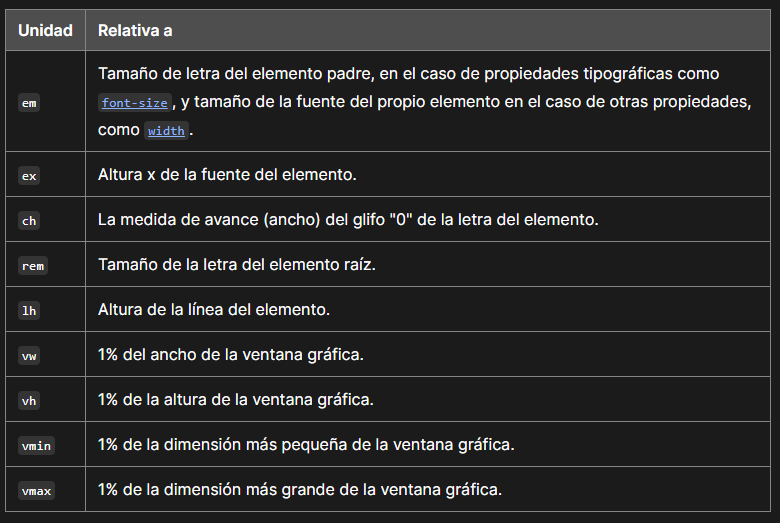 Unidad Relativa a
em Tamaño de letra del elemento padre, en el caso de propiedades tipográficas como
font-size, y tamaño de la fuente del propio elemento en el caso de otras propiedades,
como width.
ex Altura x de la fuente del elemento.
ch La medida de avance (ancho) del glifo "0" de la letra del elemento.
rem Tamaño de la letra del elemento raíz.
lh Altura de la línea del elemento.
vw 1% del ancho de la ventana gráfica.
vh 1% de la altura de la ventana gráfica.
vmin 1% de la dimensión más pequeña de la ventana gráfica.
vmax 1% de la dimensión más grande de la ventana gráfica.